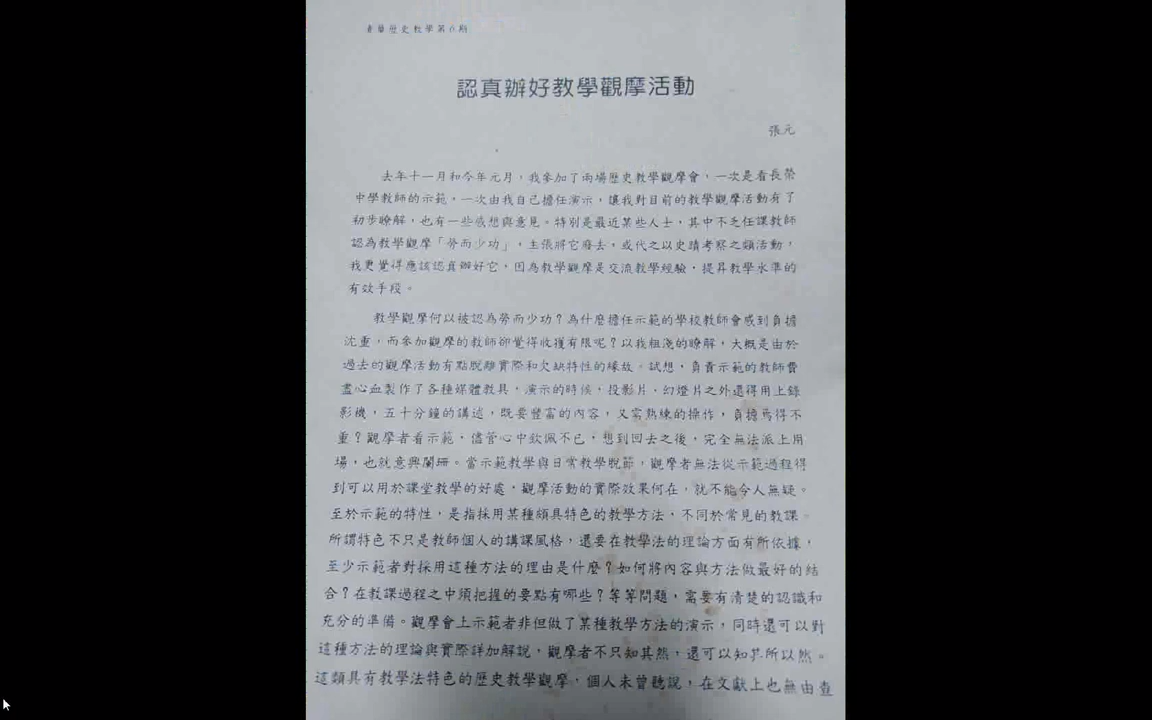 清華歷史教學第六期
認真辦好教學觀摩活動
張元
去年十一月和今年元月，我參加了兩場歷史教學觀摩會，一次是看長榮
中學教師的示範，一次由我自己擔任演示，讓我對目前的教學觀摩活動有了
初步瞭解，也有一些感想與意見。特別是最近某些人士，其中不乏任課教師
認為教學觀摩「勞而少功」，主張將它廢去，或代之以史蹟考察之類活動，
我更覺得應該認真辦好它，因為教學觀摩是交流教學經驗，提昇教學水準的
有效手段。
教學觀摩何以被認為勞而少功？為什麼擔任示範的學校教師會感到負擔
沈重，而參加觀摩的教師卻覺得收獲有限呢？以我粗淺的瞭解，大概是由於
過去的觀摩活動有點脫離實際和欠缺特性的緣故。試想，負責示範的教師費
盡心血製作了各種媒體教具，演示的時候，投影片、幻燈片之外還得用上錄
影機，五十分鐘的講述，既要豐富的內容，又需熟練的操作，負擔焉得不
重？觀摩者看示範，儘管心中欽佩不已，想到回去之後，完全無法派上用
場，也就意興闌珊。當示範教學與日常教學脫節，觀摩者無法從示範過程得
到可以用於課堂教學的好處，觀摩活動的實際效果何在，就不能令人無疑。
至於示範的特性，是指採用某種頗具特色的教學方法，不同於常見的教課。
所謂特色不只是教師個人的講課風格，還要在教學法的理論方面有所依據，
至少示範者對採用這種方法的理由是什麼？如何將內容與方法做最好的結
合？在教課過程之中須把握的要點有哪些？等等問題，需要有清楚的認識和
充分的準備。觀摩會上示範者非但做了某種教學方法的演示，同時還可以對
這種方法的理論與實際詳加解說，觀摩者不只知其然，還可以知其所以然。
這類具有教學法特色的歷史教學觀摩，個人未曾聽說，在文獻上也無由查